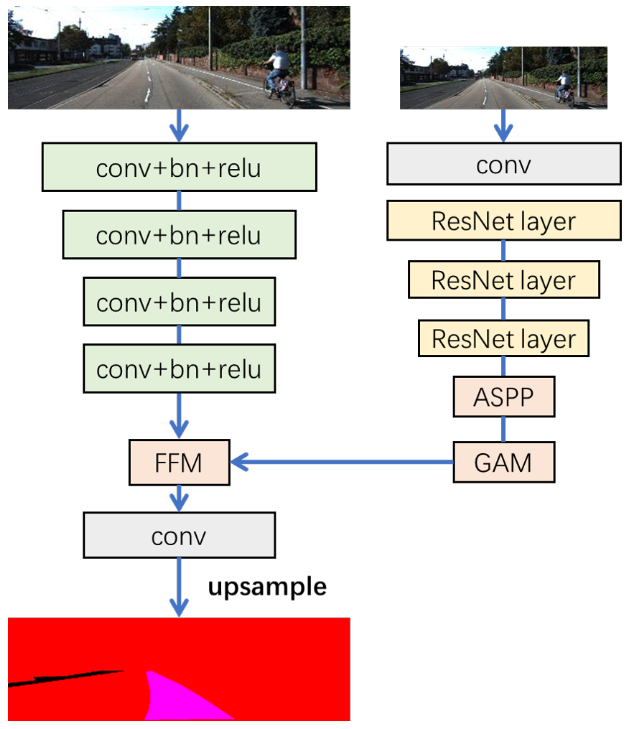 conv+bn+relu
conv+bn+relu
conv+bn+relu
conv+bn+relu
FFM
conv
upsample
conv
ResNet layer
ResNet layer
ResNet layer
ASPP
GAM